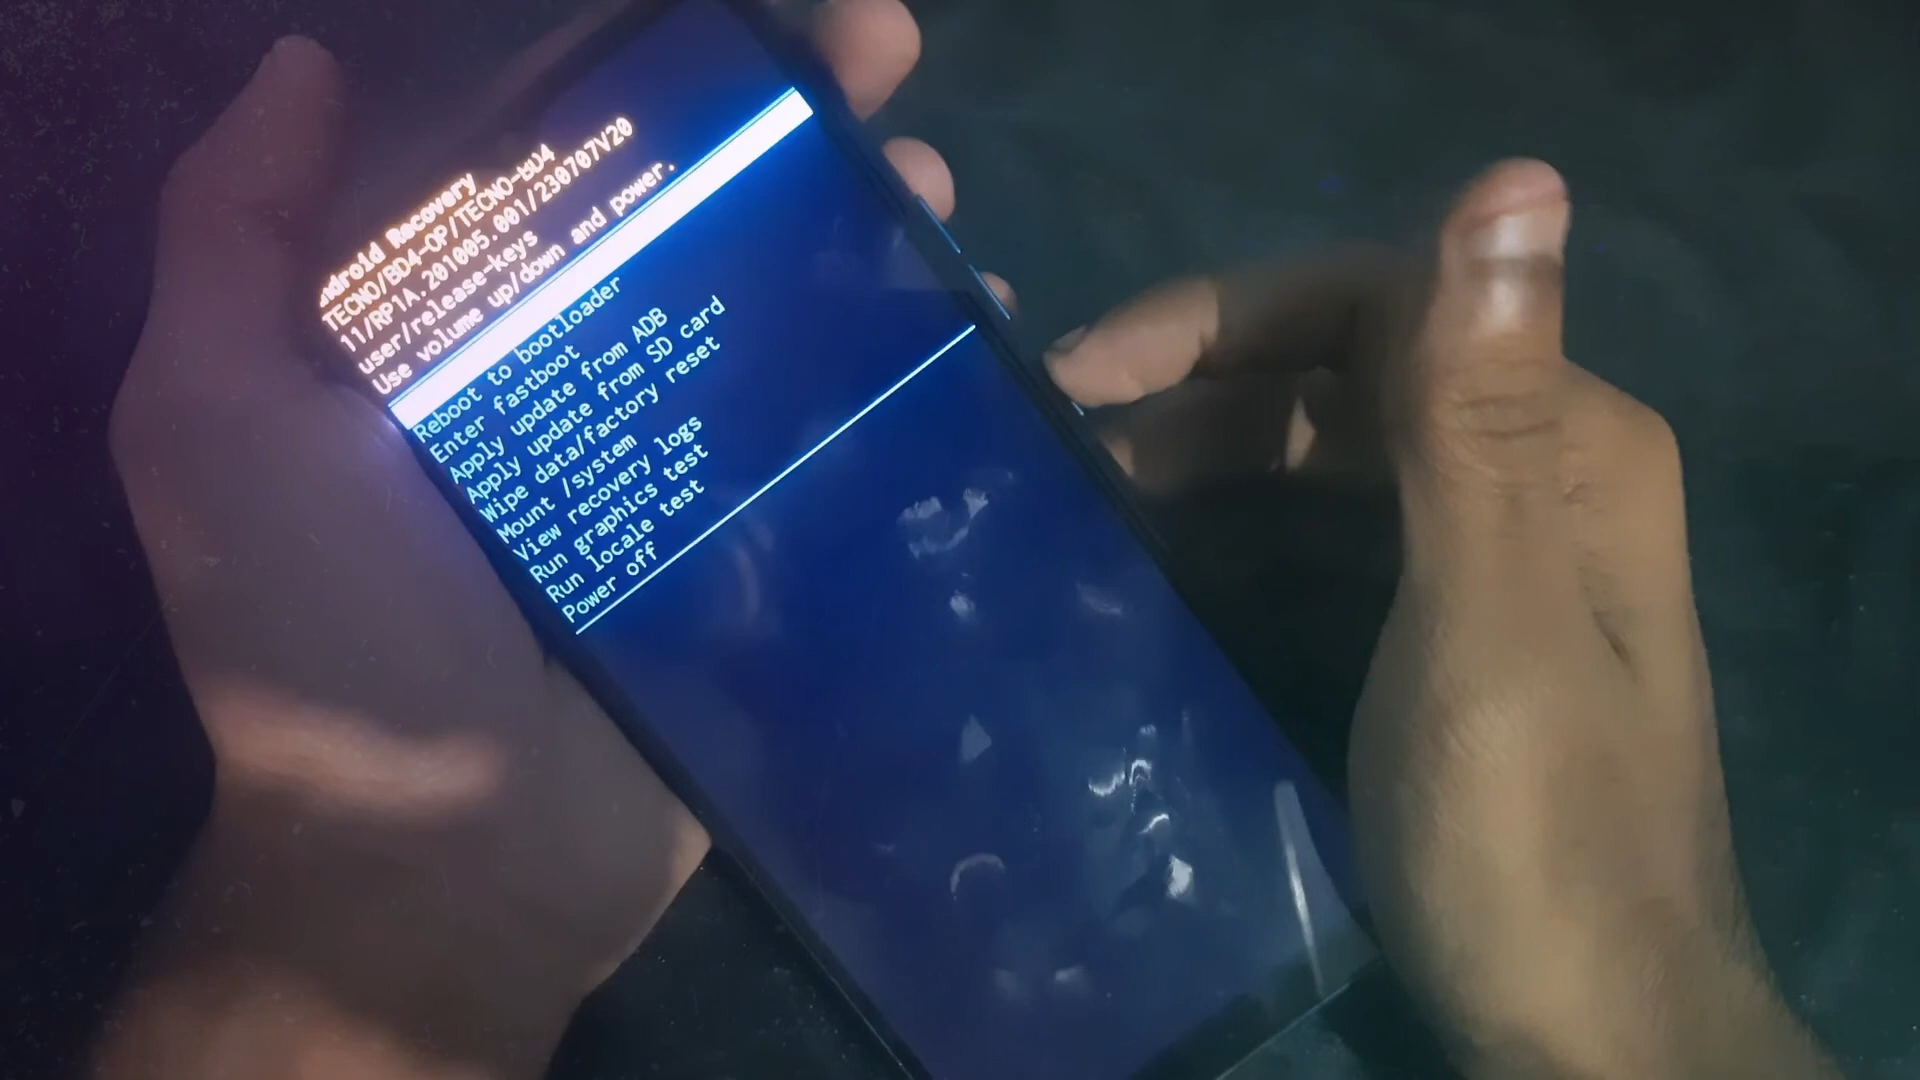 Android Recovery
TECNO/BD4-OP/TECNO-BD4
11/RP1A.201005.001/230707V20
user/release-keys
Use volume up/down and power.
Reboot to bootloader
Enter fastboot
Apply update from ADB
Apply update from SD card
Wipe data/factory reset
Mount /system
View recovery logs
Run graphics test
Run locale test
Power off